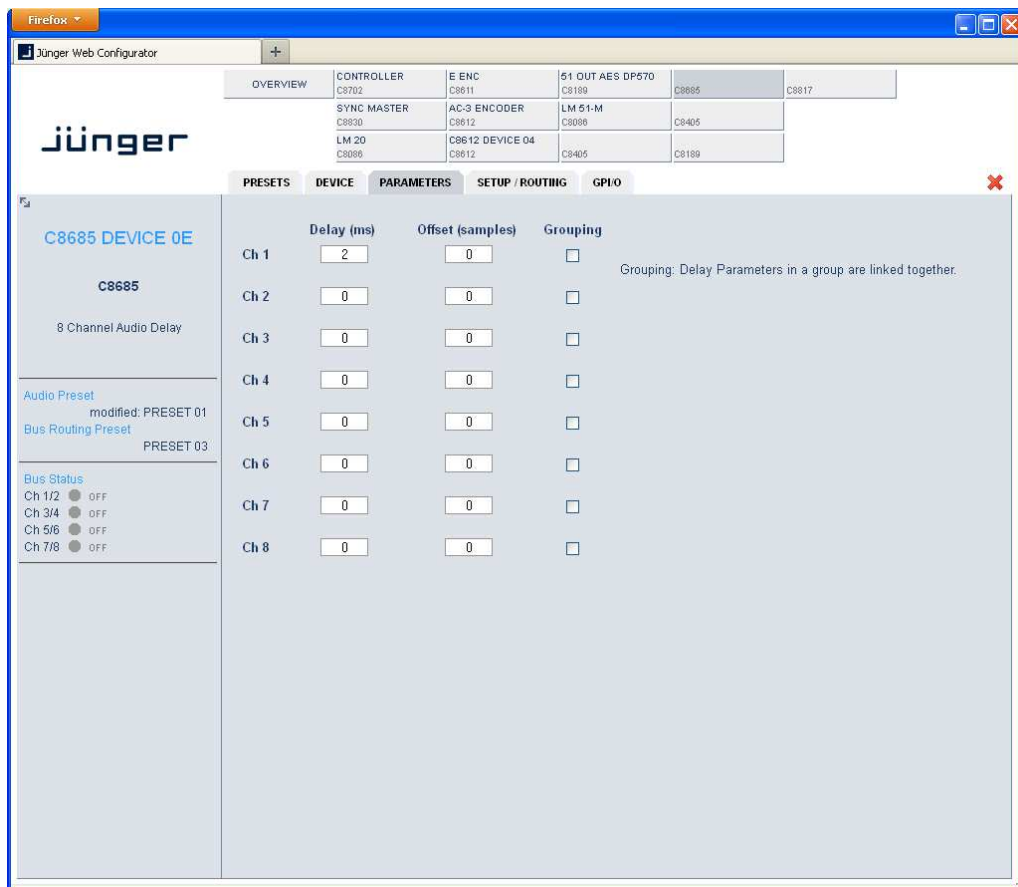 Firefox
Jünger Web Configurator
+
OVERVIEW
CONTROLLER
C8702
E ENC
C8611
51 OUT AES DP570
C8189
C8685
C8817
SYNC MASTER
C8830
AC-3 ENCODER
C8612
LM 51-M
C8086
C8405
LM 20
C8086
C8612 DEVICE 04
C8612
C8405
C8189
jünger
PRESETS DEVICE PARAMETERS SETUP / ROUTING GPI/O
C8685 DEVICE 0E
C8685
8 Channel Audio Delay
Audio Preset
modified: PRESET 01
Bus Routing Preset
PRESET 03
Bus Status
Ch 1/2 OFF
Ch 3/4 OFF
Ch 5/6 OFF
Ch 7/8 OFF
Delay (ms) Offset (samples) Grouping
Ch 1 2 0
Grouping: Delay Parameters in a group are linked together.
Ch 2 0 0
Ch 3 0 0
Ch 4 0 0
Ch 5 0 0
Ch 6 0 0
Ch 7 0 0
Ch 8 0 0